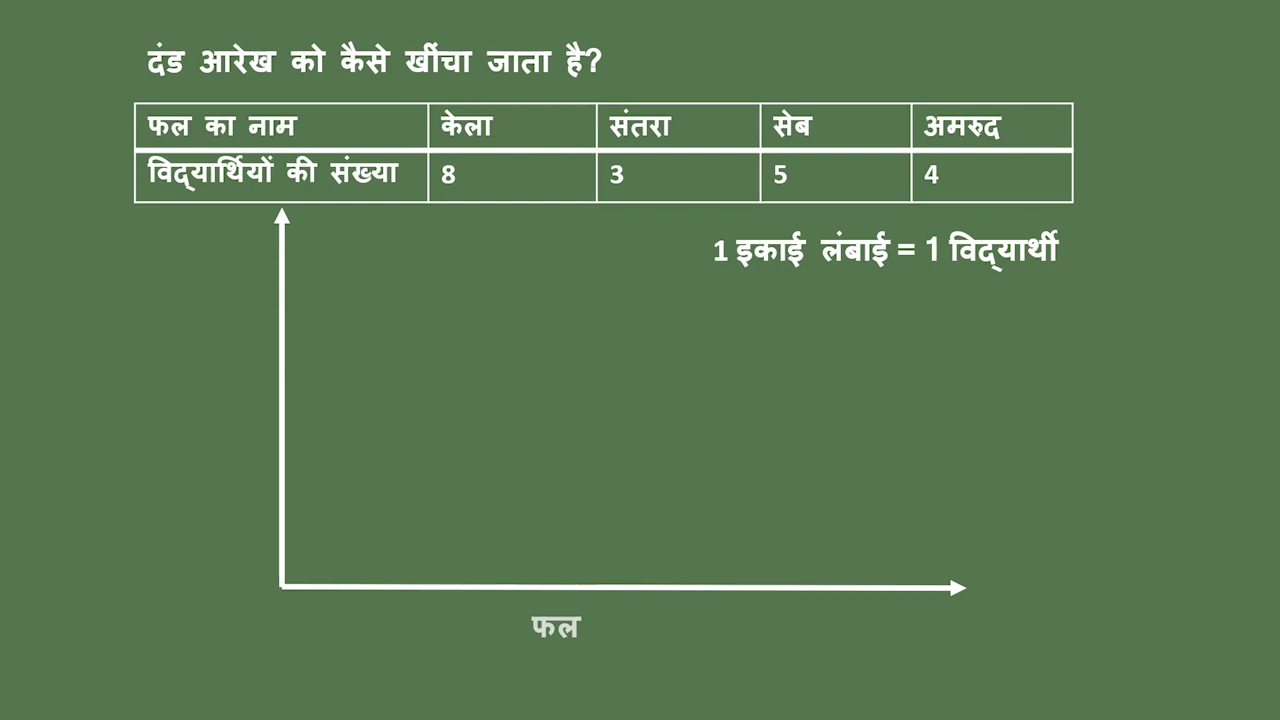 दंड आरेख को कैसे खींचा जाता है?
फल का नाम केला संतरा सेब अमरुद
विद्यार्थियों की संख्या 8 3 5 4
1 इकाई लंबाई = 1 विद्यार्थी
फल